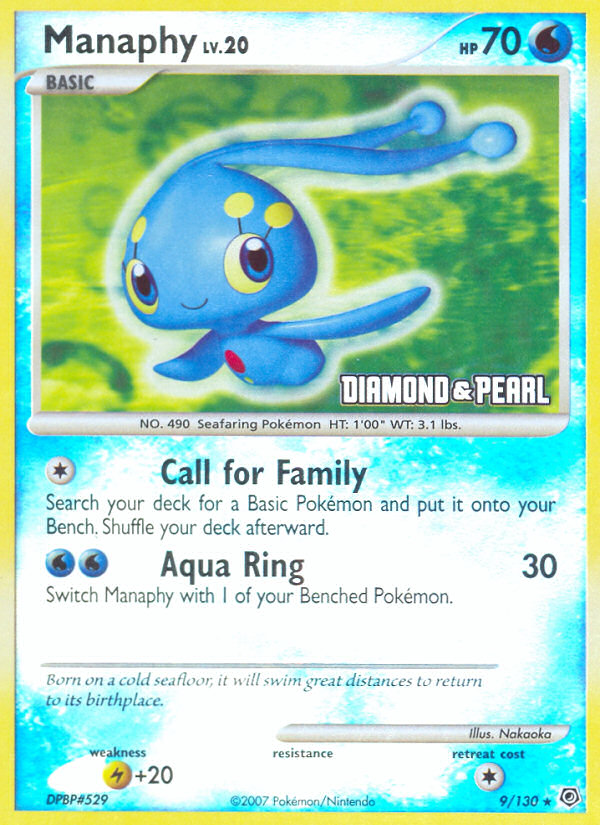 Manaphy LV.20 HP 70
BASIC
DIAMOND & PEARL
NO. 490 Seafaring Pokémon HT: 1'00" WT: 3.1 lbs.
Call for Family
Search your deck for a Basic Pokémon and put it onto your
Bench. Shuffle your deck afterward.
Aqua Ring 30
Switch Manaphy with 1 of your Benched Pokémon.
Born on a cold seafloor, it will swim great distances to return
to its birthplace.
Illus. Nakaoka
weakness resistance retreat cost
+20
DPBP#529 ©2007 Pokémon/Nintendo 9/130 ★